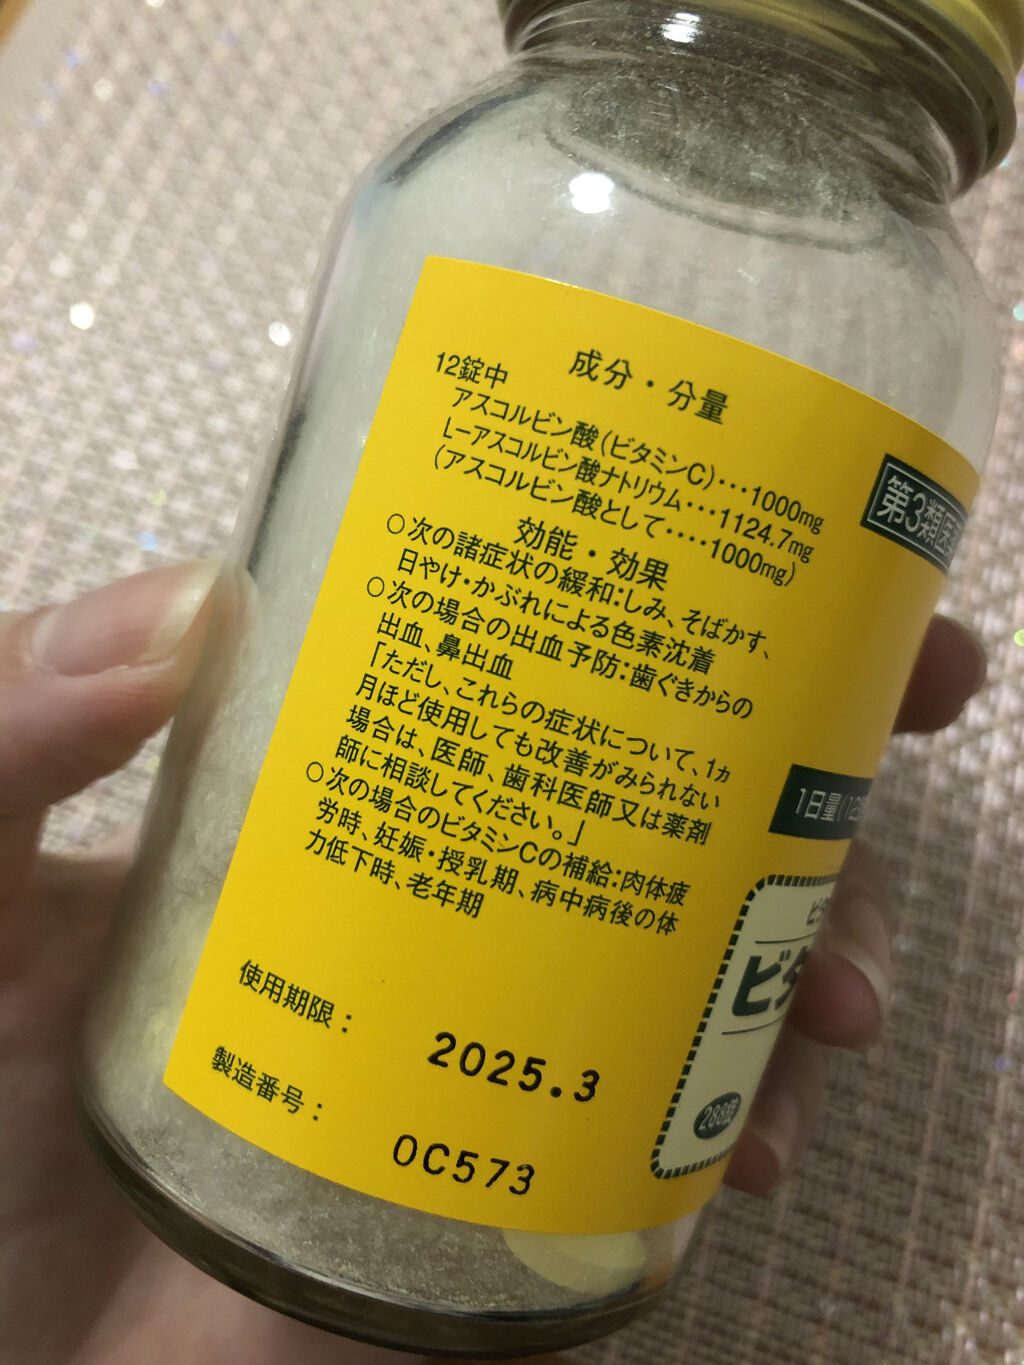 成分・分量
12錠中
アスコルビン酸(ビタミンC)･･･1000mg
L-アスコルビン酸ナトリウム･･･1124.7mg
(アスコルビン酸として････1000mg)
効能・効果
○次の諸症状の緩和:しみ、そばかす、
日やけ・かぶれによる色素沈着
○次の場合の出血予防:歯ぐきからの
出血、鼻出血
「ただし、これらの症状について、1ヵ
月ほど使用しても改善がみられない
場合は、医師、歯科医師又は薬剤
師に相談してください。」
○次の場合のビタミンCの補給:肉体疲
労時、妊娠・授乳期、病中病後の体
力低下時、老年期
使用期限:
2025.3
製造番号:
0C573
第3類医
1日量(12
ビタ
288錠